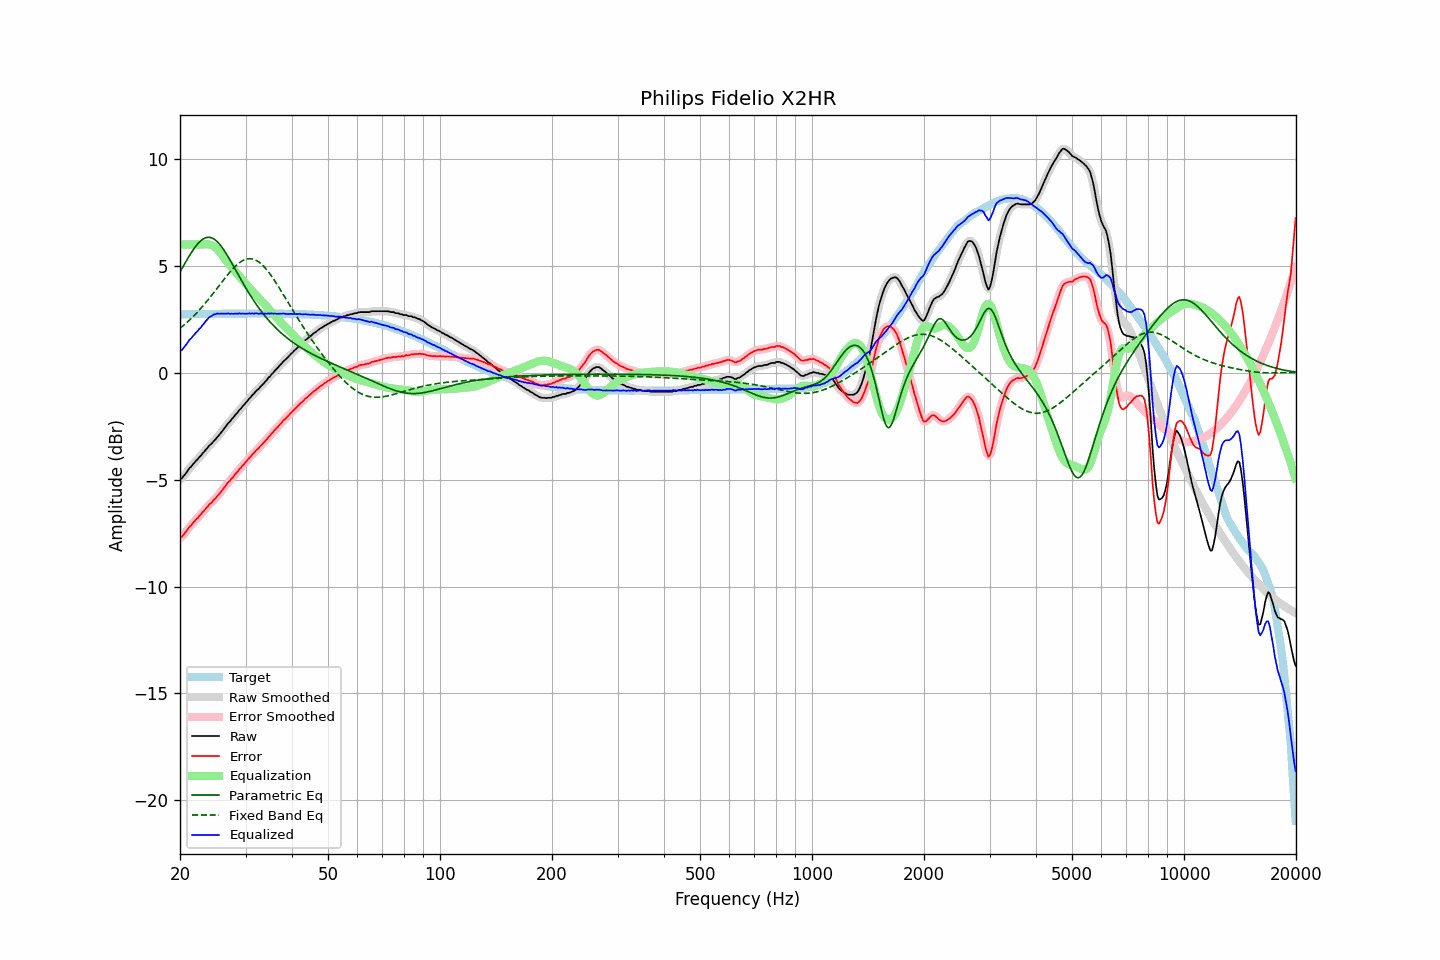 Philips Fidelio X2HR
Amplitude (dBr)
10
5
0
−5
−10
−15
−20
Target
Raw Smoothed
Error Smoothed
Raw
Error
Equalization
Parametric Eq
Fixed Band Eq
Equalized
20 50 100 200 500 1000 2000 5000 10000 20000
Frequency (Hz)